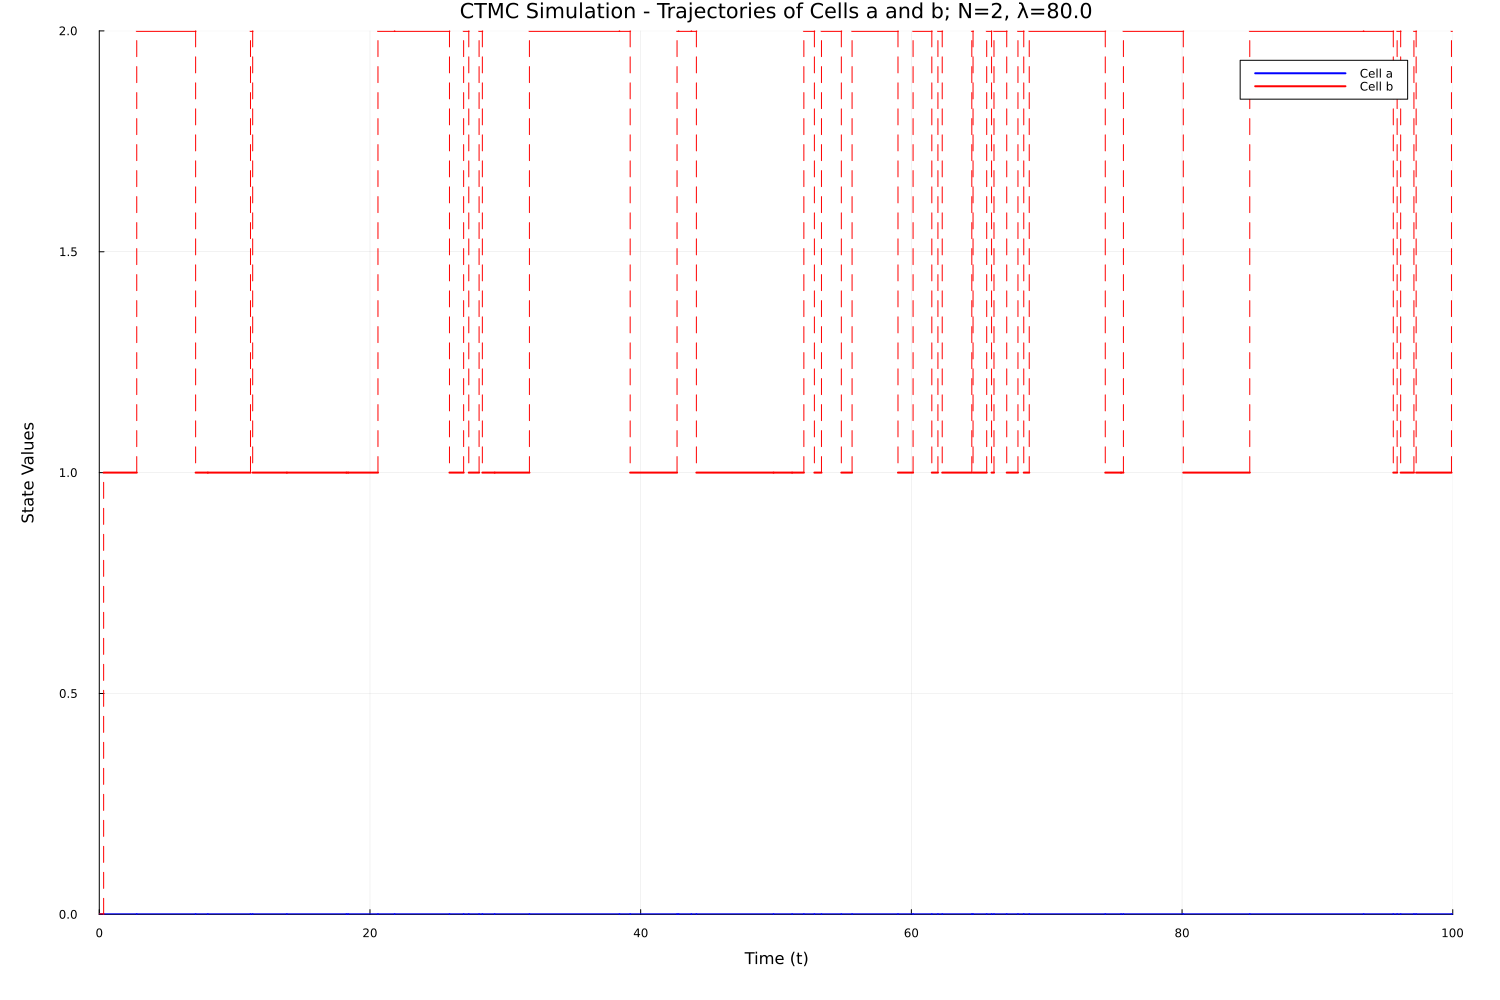 CTMC Simulation - Trajectories of Cells a and b; N=2, λ=80.0
2.0
Cell a
Cell b
1.5
1.0
State Values
0.5
0.0
0 20 40 60 80 100
Time (t)